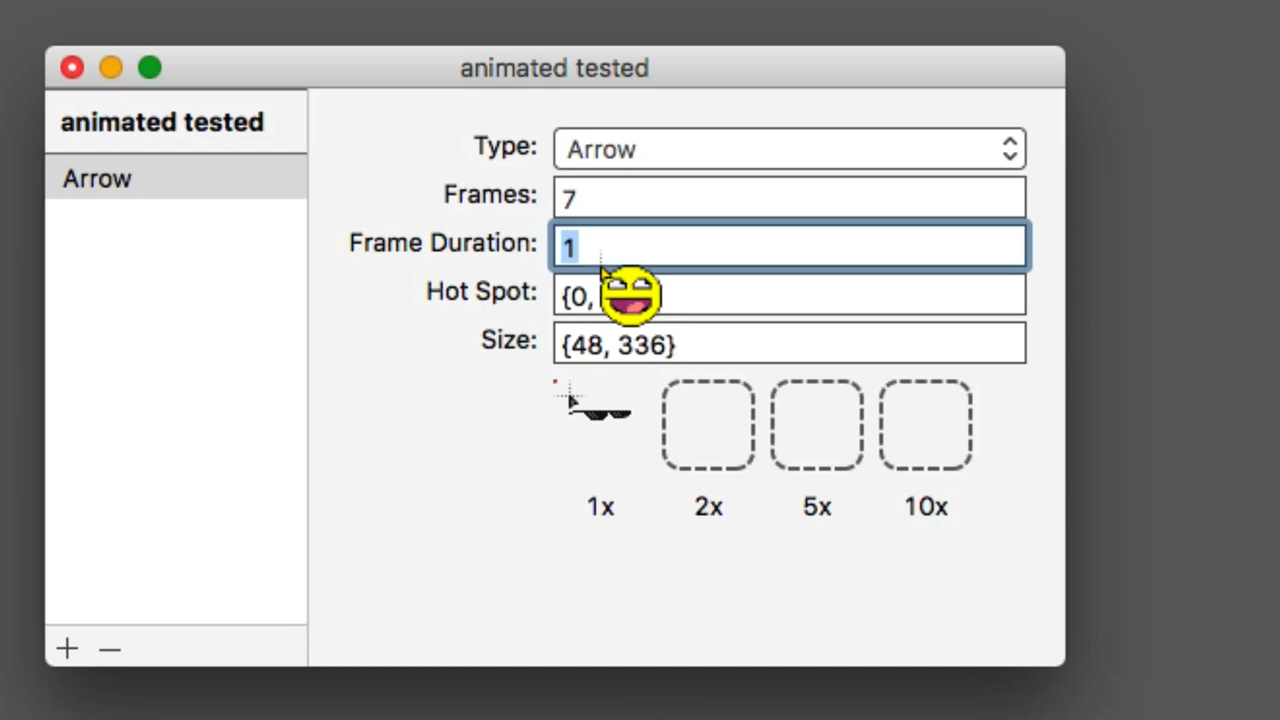 animated tested
animated tested
Arrow
Type: Arrow
Frames: 7
Frame Duration: 1
Hot Spot: {0,
Size: {48, 336}
1x 2x 5x 10x